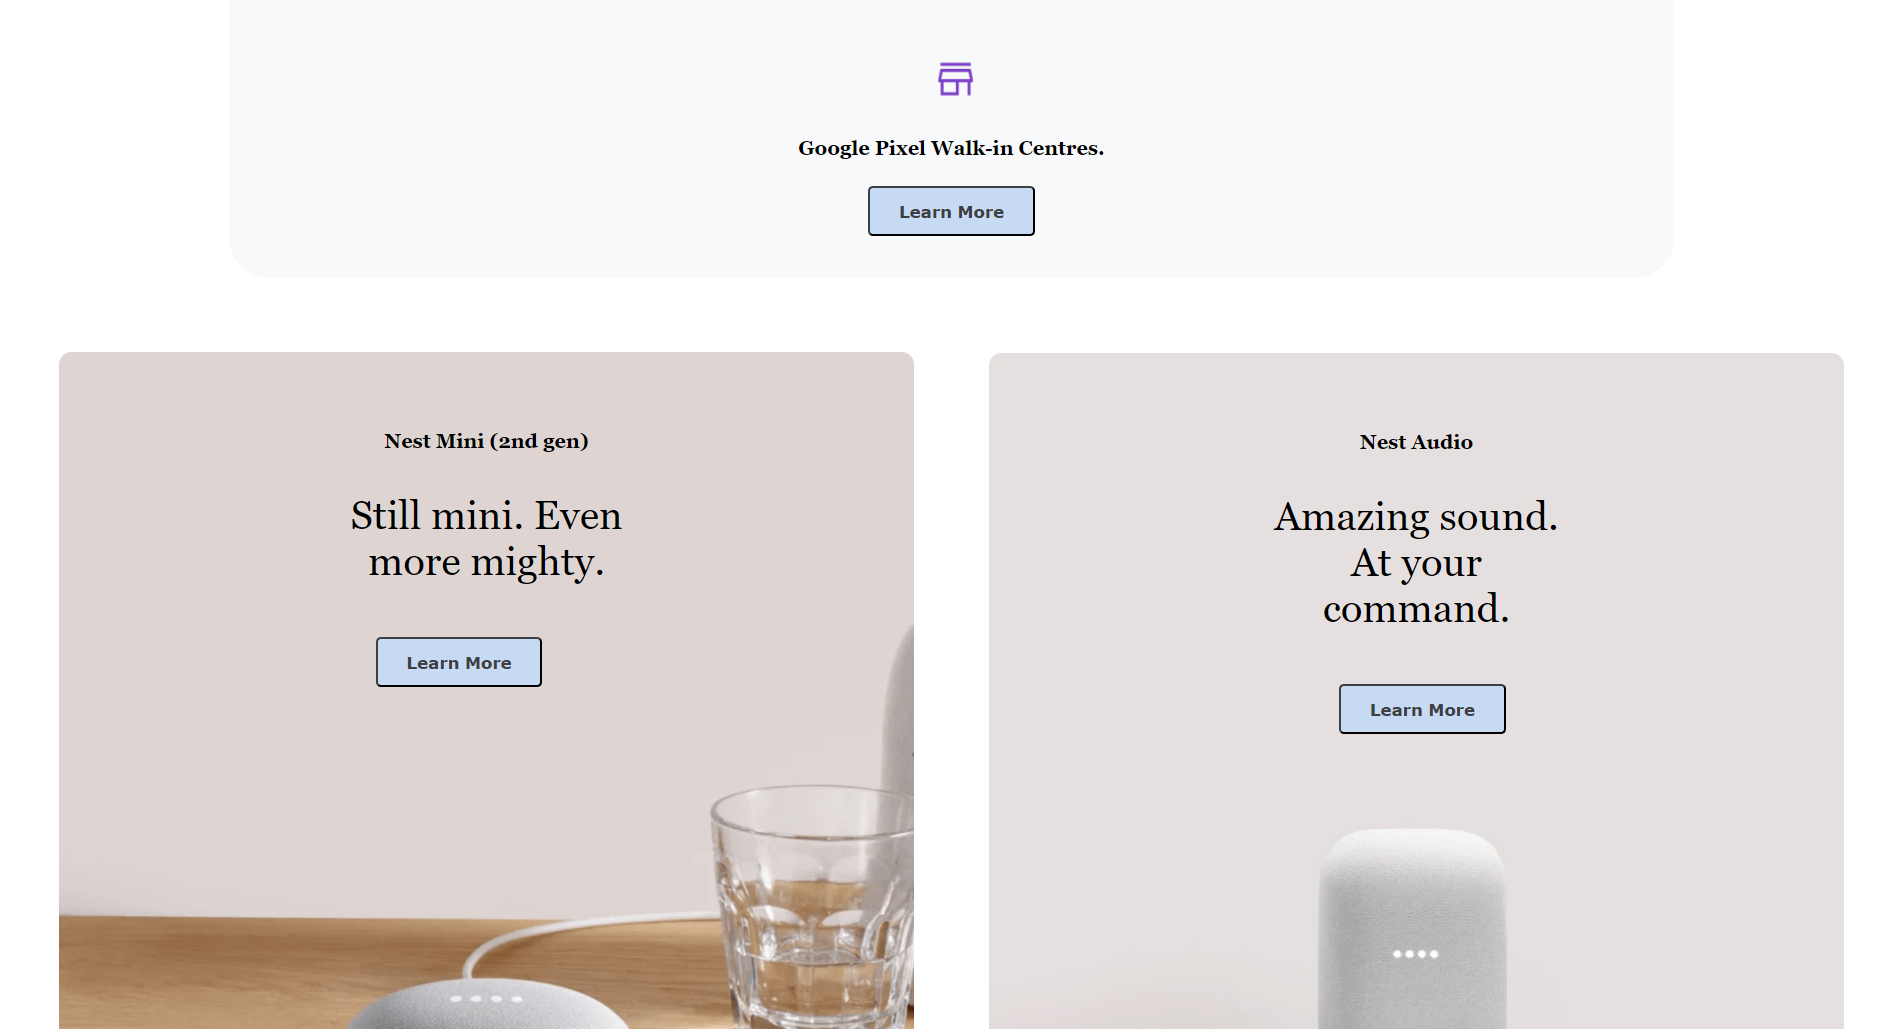 Google Pixel Walk-in Centres.
Learn More
Nest Mini (2nd gen)
Still mini. Even
more mighty.
Learn More
Nest Audio
Amazing sound.
At your
command.
Learn More